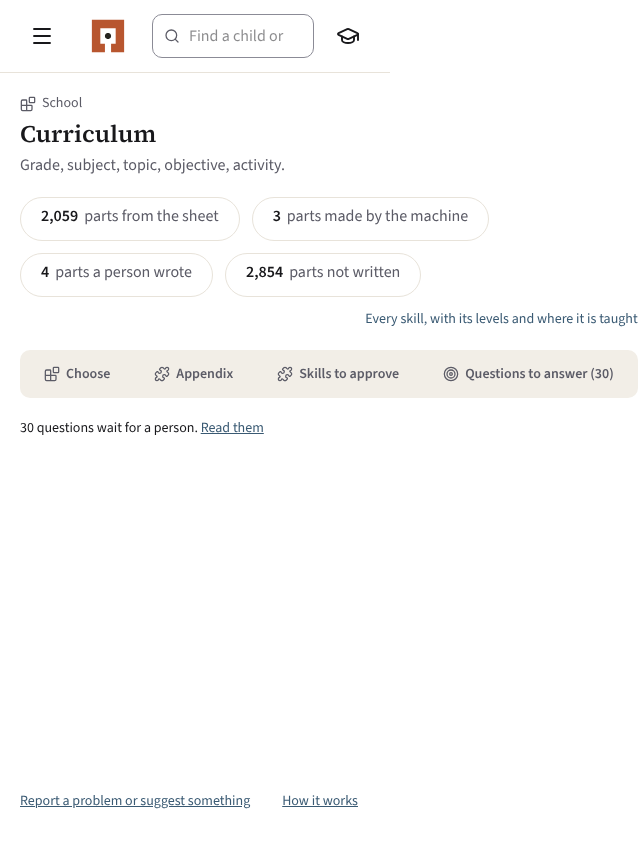 Find a child or
School
Curriculum
Grade, subject, topic, objective, activity.
2,059 parts from the sheet
3 parts made by the machine
4 parts a person wrote
2,854 parts not written
Every skill, with its levels and where it is taught
Choose
Appendix
Skills to approve
Questions to answer (30)
30 questions wait for a person. Read them
Report a problem or suggest something
How it works